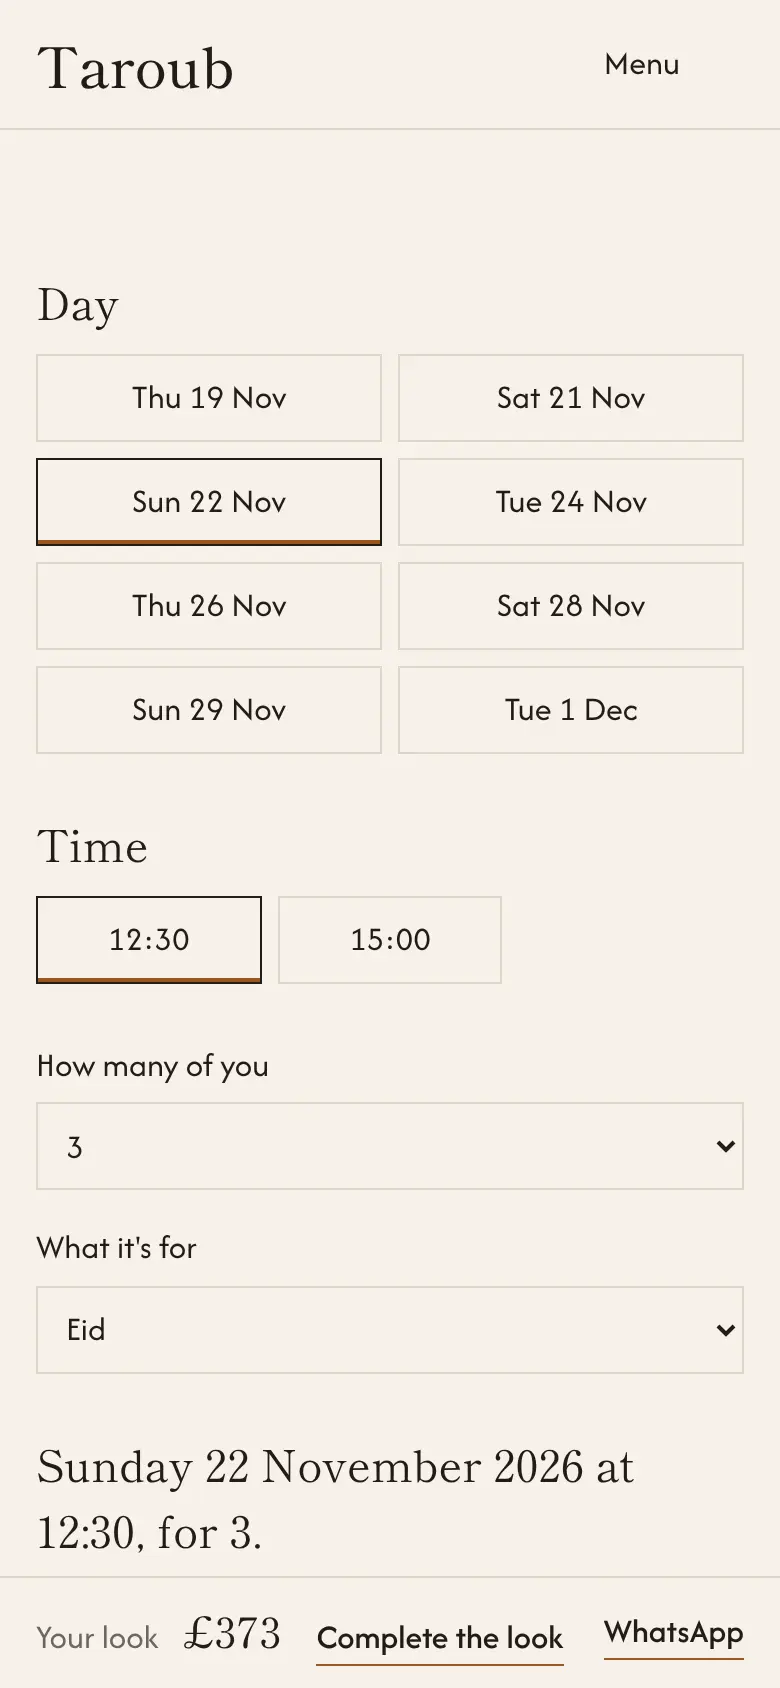 Taroub
Menu
Day
Thu 19 Nov
Sat 21 Nov
Sun 22 Nov
Tue 24 Nov
Thu 26 Nov
Sat 28 Nov
Sun 29 Nov
Tue 1 Dec
Time
12:30
15:00
How many of you
3
What it's for
Eid
Sunday 22 November 2026 at
12:30, for 3.
Your look £373 Complete the look WhatsApp